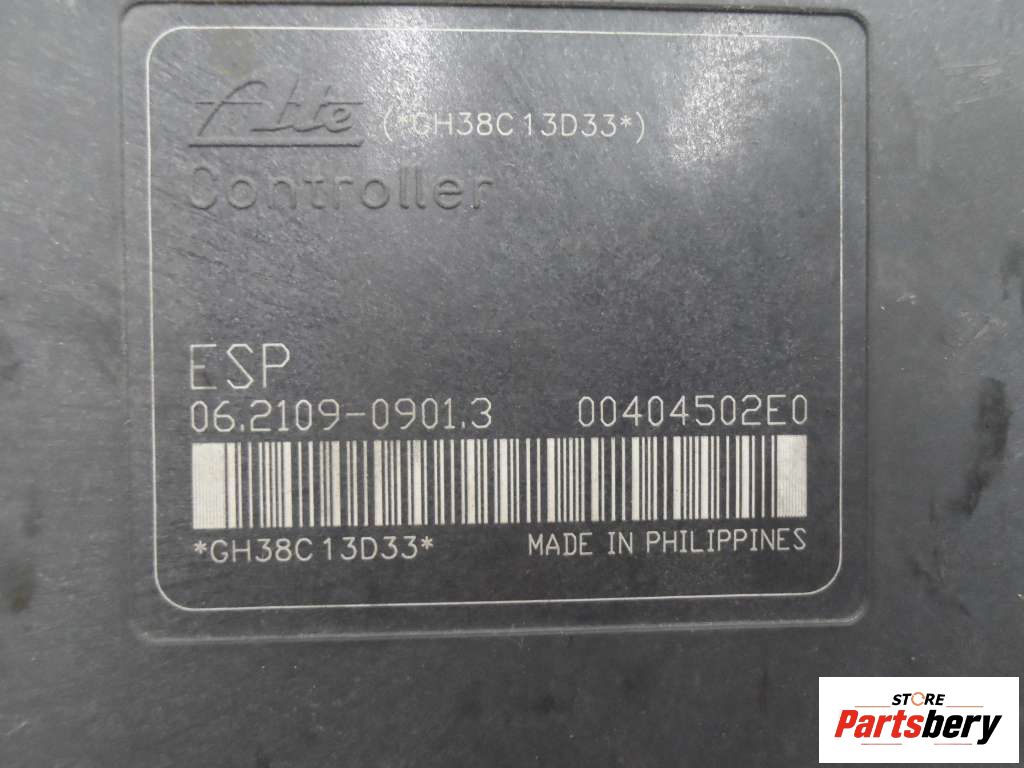 Ate (*GH38C13D33*)
Controller
ESP
06.2109-0901.3 00404502E0
*GH38C13D33* MADE IN PHILIPPINES
STORE
Partsbery